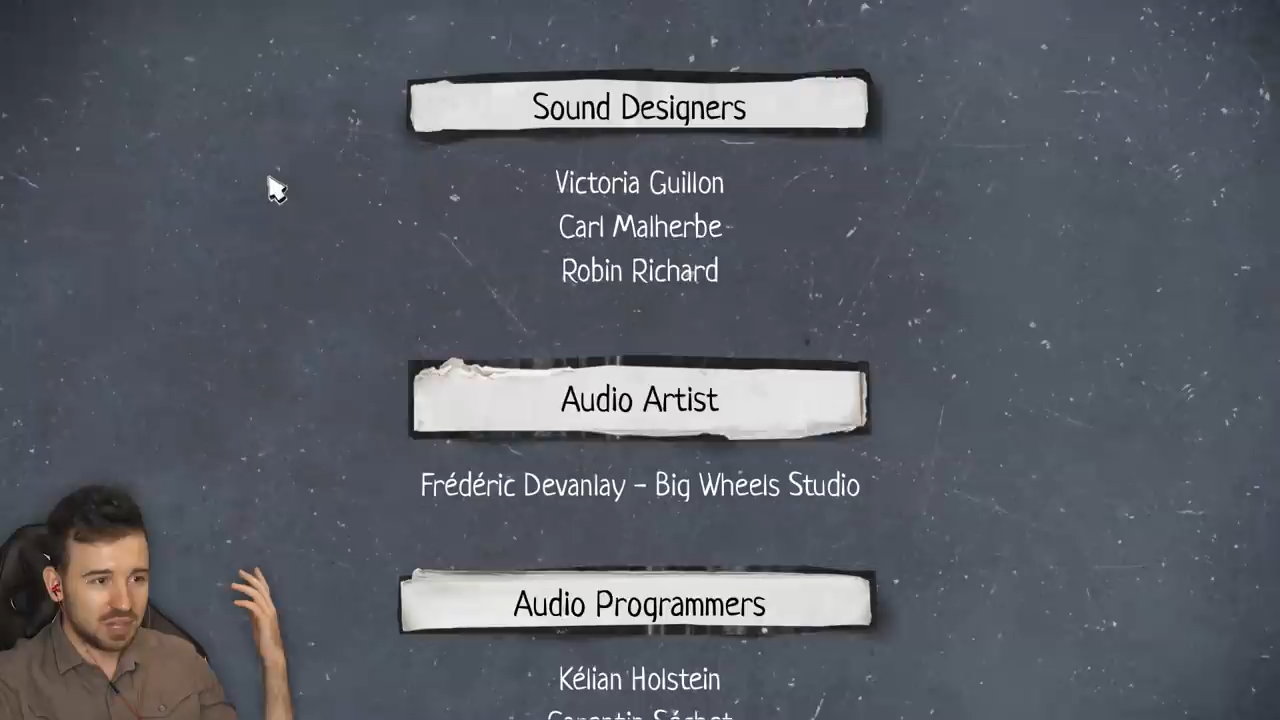 Sound Designers
Victoria Guillon
Carl Malherbe
Robin Richard
Audio Artist
Frédéric Devanlay - Big Wheels Studio
Audio Programmers
Kélian Holstein